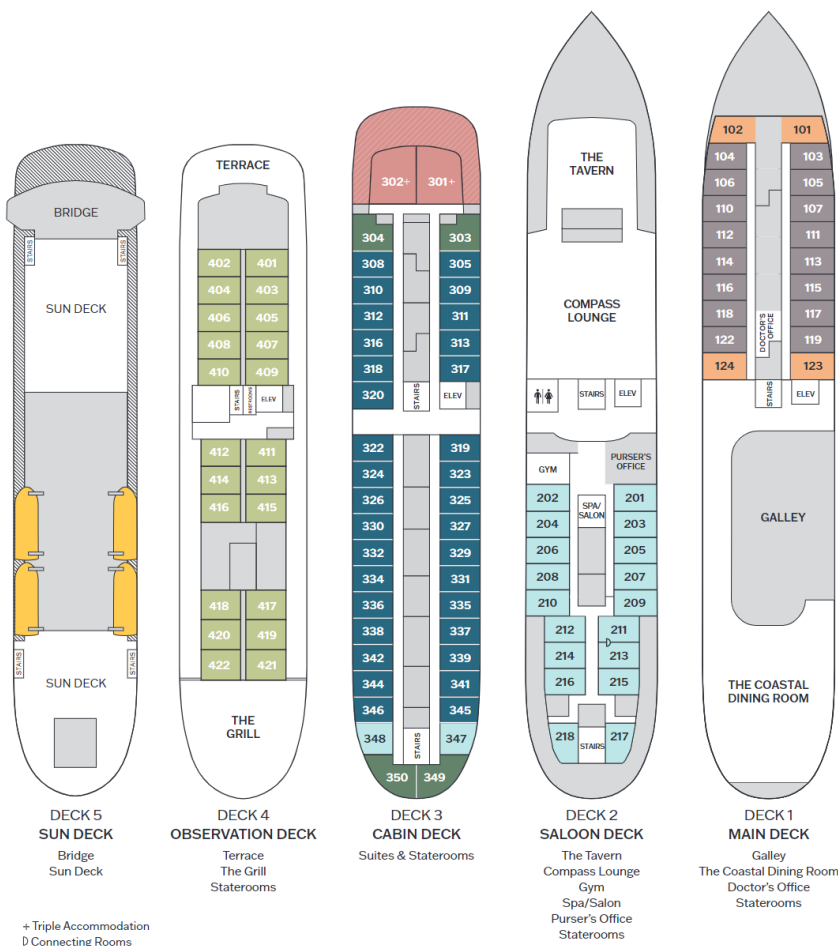 BRIDGE
STAIRS
STAIRS
SUN DECK
STAIRS
STAIRS
SUN DECK
DECK 5
SUN DECK
Bridge
Sun Deck
TERRACE
402 401
404 403
406 405
408 407
410 409
STAIRS
RESTROOMS
ELEV
412 411
414 413
416 415
418 417
420 419
422 421
THE
GRILL
DECK 4
OBSERVATION DECK
Terrace
The Grill
Staterooms
302+ 301+
304 303
308 305
310 309
312 311
316 313
318 317
320
STAIRS
ELEV
322 319
324 323
326 325
330 327
332 329
334 331
336 335
338 337
342 339
344 341
346 345
348 347
STAIRS
350 349
DECK 3
CABIN DECK
Suites & Staterooms
THE
TAVERN
COMPASS
LOUNGE
STAIRS
ELEV
GYM
PURSER'S
OFFICE
SPA/
SALON
202 201
204 203
206 205
208 207
210 209
212 211
214 213
216 215
218 217
STAIRS
DECK 2
SALOON DECK
The Tavern
Compass Lounge
Gym
Spa/Salon
Purser's Office
Staterooms
102 101
104 103
106 105
110 107
112 111
114 113
116 115
118 117
122 119
124 123
DOCTOR'S
OFFICE
STAIRS
ELEV
GALLEY
THE COASTAL
DINING ROOM
DECK 1
MAIN DECK
Galley
The Coastal Dining Room
Doctor's Office
Staterooms
+ Triple Accommodation
Connecting Rooms